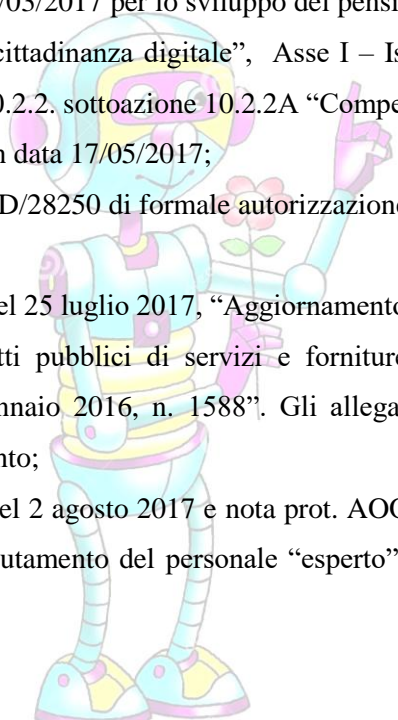 /03/2017 per lo sviluppo del pensi
cittadinanza digitale”, Asse I – Is
0.2.2. sottoazione 10.2.2A “Compe
n data 17/05/2017;
D/28250 di formale autorizzazione
el 25 luglio 2017, “Aggiornamento
tti pubblici di servizi e forniture
nnaio 2016, n. 1588”. Gli allega
nto;
el 2 agosto 2017 e nota prot. AOO
utamento del personale “esperto”